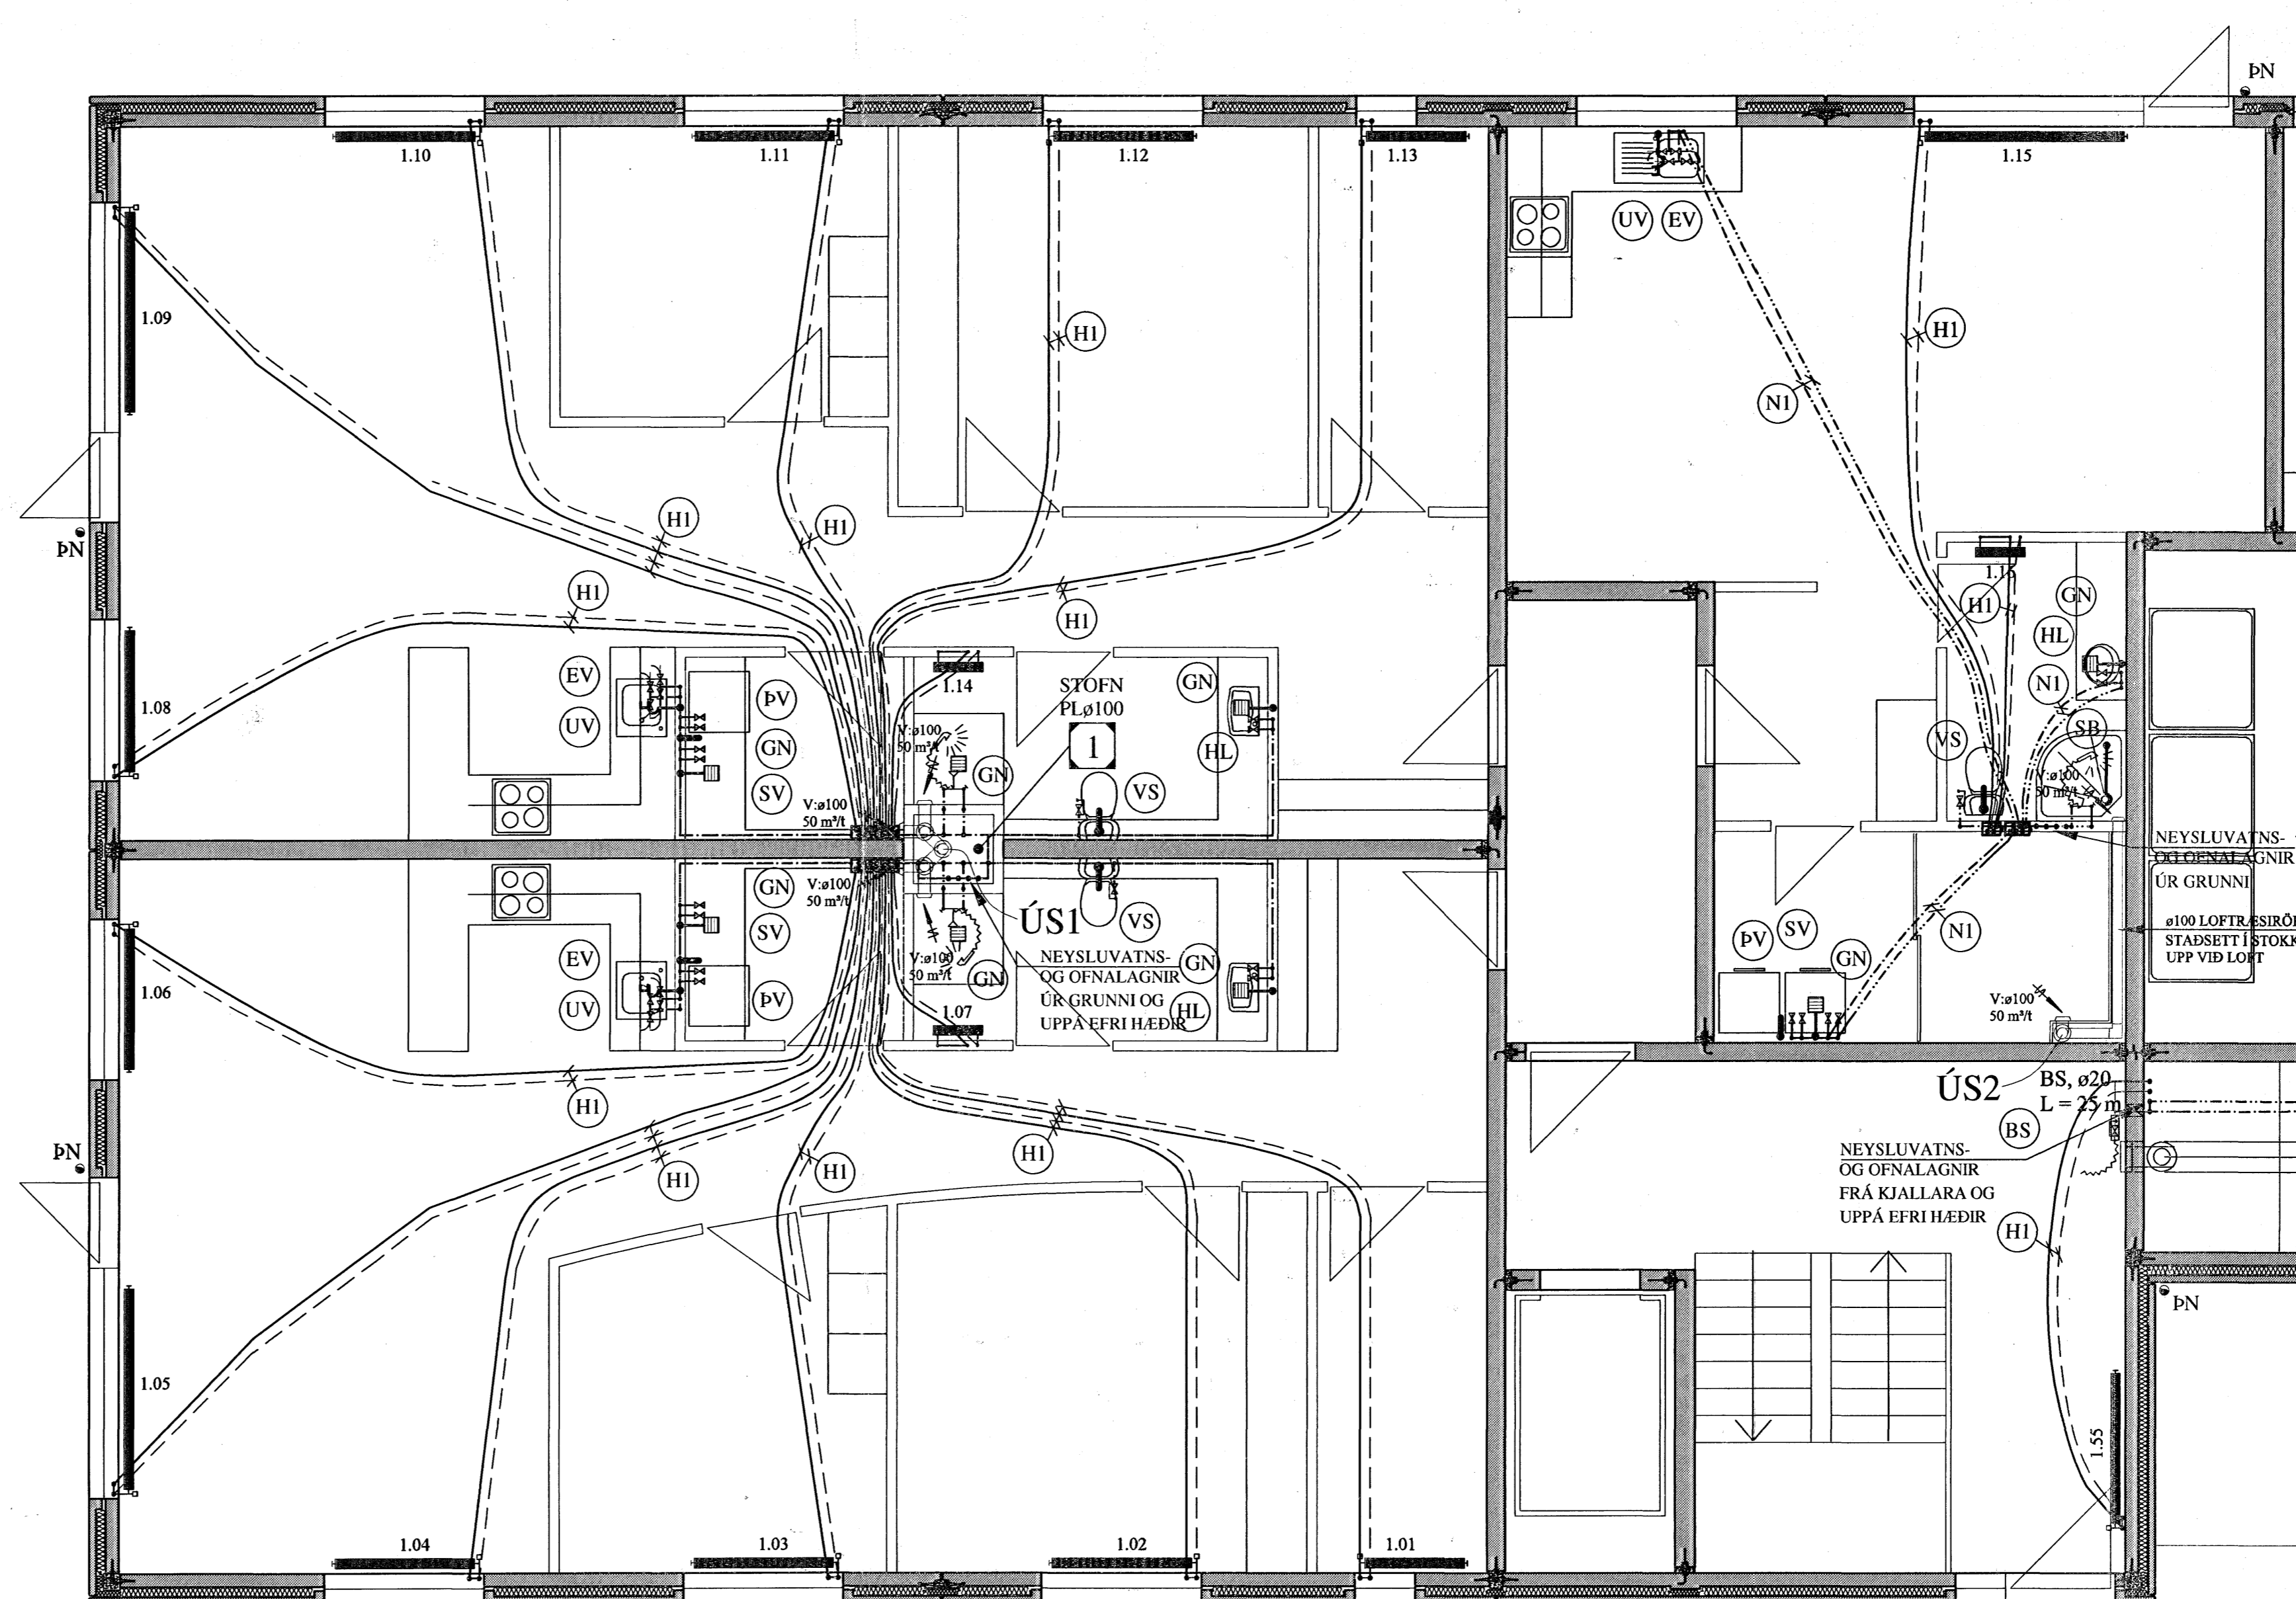 ÞN
1.10
1.11
1.12
1.13
1.15
UV
EV
1.09
H1
H1
N1
H1
H1
ÞN
H1
H1
H1
GN
HL
N1
EV
UV
1.08
ÞV
GN
SV
1.14
STOFN
PLø100
1
GN
HL
V:ø100
50 m³/t
GN
VS
VS
SB
V:ø100
50 m³/t
V:ø100
50 m³/t
NEYSLUVATNS-
OG OFNALAGNIR
ÚR GRUNNI
GN
SV
V:ø100
50 m³/t
ÚS1
VS
EV
UV
1.06
ÞV
V:ø100
50 m³/t
GN
1.07
NEYSLUVATNS-
OG OFNALAGNIR
ÚR GRUNNI OG
UPPÁ EFRI HÆÐIR
GN
HL
N1
ÞV
SV
GN
STAÐSETT Í
UPP VIÐ LOFT
V:ø100
50 m³/t
ÚS2
BS, ø20
L = 25 m
BS
H1
H1
H1
H1
ÞN
NEYSLUVATNS-
OG OFNALAGNIR
FRÁ KJALLARA OG
UPPÁ EFRI HÆÐIR
H1
ÞN
1.05
1.55
1.04
1.03
1.02
1.01